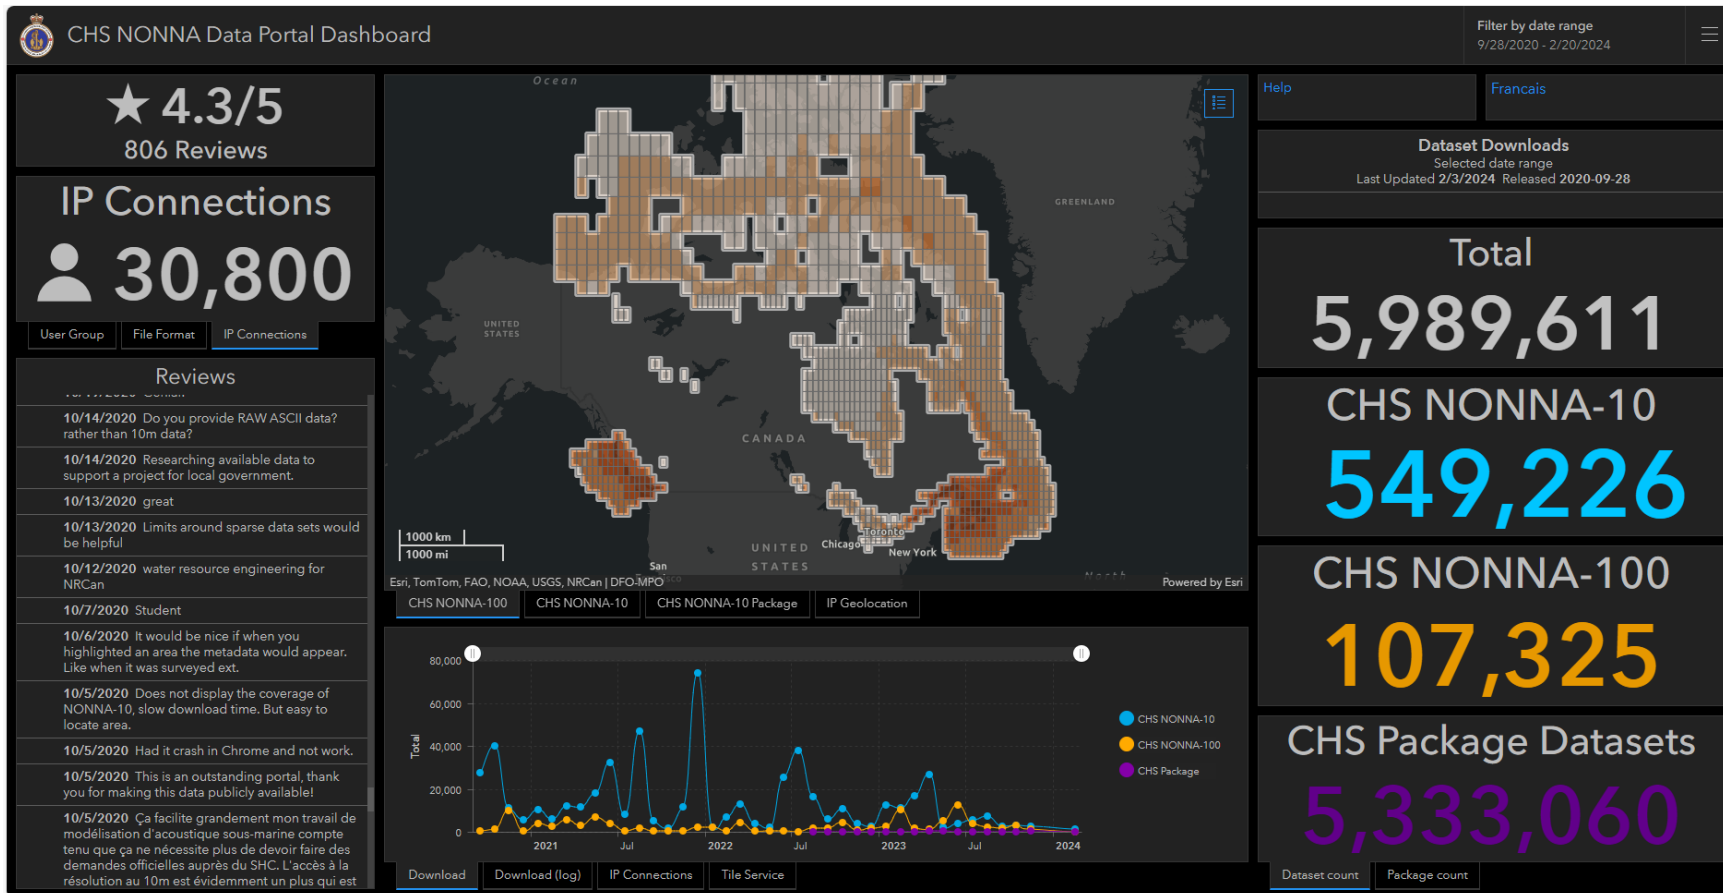 CHS NONNA Data Portal Dashboard
Filter by date range
9/28/2020 - 2/20/2024
★ 4.3/5
806 Reviews
IP Connections
30,800
User Group
File Format
IP Connections
Reviews
10/14/2020 Do you provide RAW ASCII data?
rather than 10m data?
10/14/2020 Researching available data to
support a project for local government.
10/13/2020 great
10/13/2020 Limits around sparse data sets would
be helpful
10/12/2020 water resource engineering for
NRCan
10/7/2020 Student
10/6/2020 It would be nice if when you
highlighted an area the metadata would appear.
Like when it was surveyed ext.
10/5/2020 Does not display the coverage of
NONNA-10, slow download time. But easy to
locate area.
10/5/2020 Had it crash in Chrome and not work.
10/5/2020 This is an outstanding portal, thank
you for making this data publicly available!
10/5/2020 Ça facilite grandement mon travail de
modélisation d'acoustique sous-marine compte
tenu que ça ne nécessite plus de devoir faire des
demandes officielles auprès du SHC. L'accès à la
résolution au 10m est évidemment un plus qui est
Ocean
GREENLAND
UNITED
STATES
CANADA
1000 km
1000 mi
UNITED
STATES
Chicago
Toronto
New York
San
North
Esri, TomTom, FAO, NOAA, USGS, NRCan | DFO-MPO
Powered by Esri
CHS NONNA-100
CHS NONNA-10
CHS NONNA-10 Package
IP Geolocation
Total
80,000
60,000
40,000
20,000
0
2021
Jul
2022
Jul
2023
Jul
2024
CHS NONNA-10
CHS NONNA-100
CHS Package
Download
Download (log)
IP Connections
Tile Service
Help
Francais
Dataset Downloads
Selected date range
Last Updated 2/3/2024 Released 2020-09-28
Total
5,989,611
CHS NONNA-10
549,226
CHS NONNA-100
107,325
CHS Package Datasets
5,333,060
Dataset count
Package count